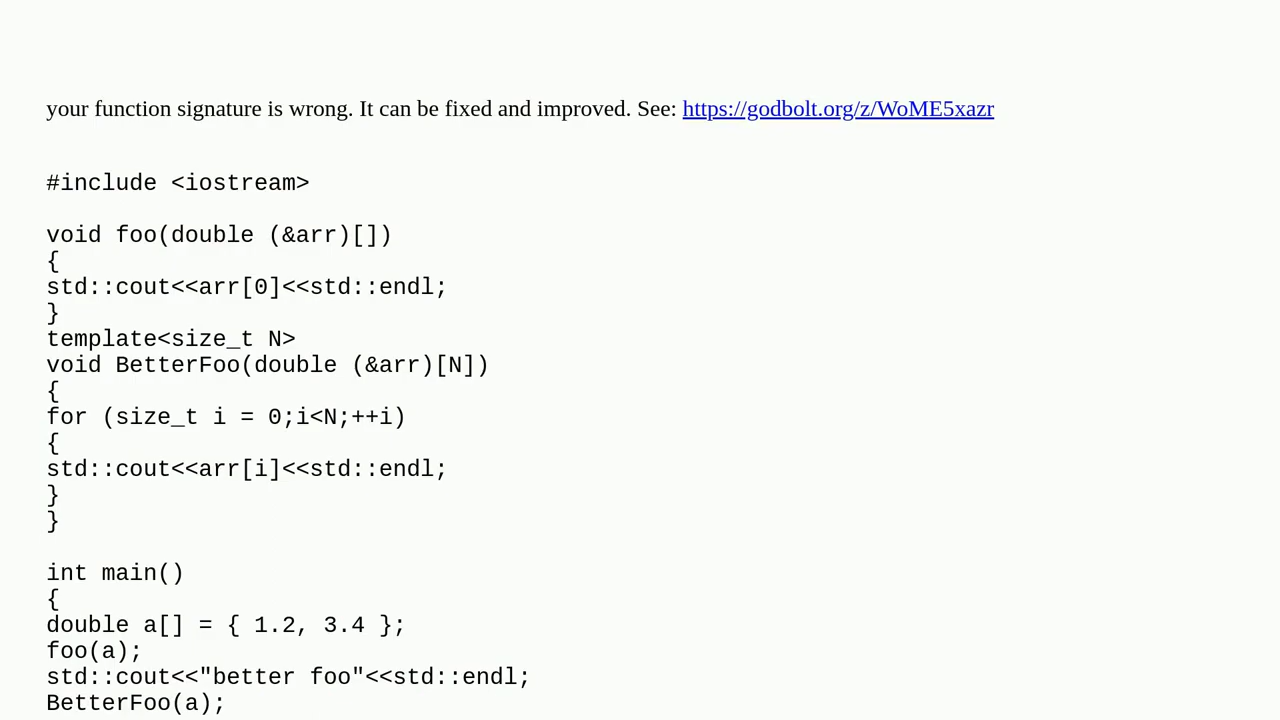 your function signature is wrong. It can be fixed and improved. See: https://godbolt.org/z/WoME5xazr
#include <iostream>
void foo(double (&arr)[])
{
std::cout<<arr[0]<<std::endl;
}
template<size_t N>
void BetterFoo(double (&arr)[N])
{
for (size_t i = 0;i<N;++i)
{
std::cout<<arr[i]<<std::endl;
}
}
int main()
{
double a[] = { 1.2, 3.4 };
foo(a);
std::cout<<"better foo"<<std::endl;
BetterFoo(a);